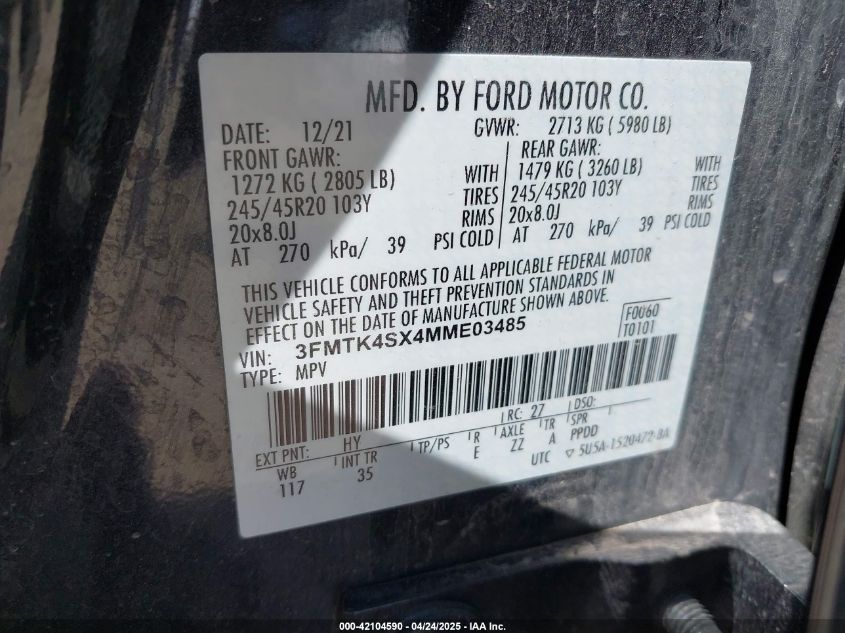 MFD. BY FORD MOTOR CO.
DATE: 12/21 GVWR: 2713 KG ( 5980 LB)
FRONT GAWR: REAR GAWR:
1272 KG ( 2805 LB) WITH 1479 KG ( 3260 LB) WITH
245/45R20 103Y TIRES 245/45R20 103Y TIRES
20x8.0J RIMS 20x8.0J RIMS
AT 270 kPa/ 39 PSI COLD AT 270 kPa/ 39 PSI COLD
THIS VEHICLE CONFORMS TO ALL APPLICABLE FEDERAL MOTOR
VEHICLE SAFETY AND THEFT PREVENTION STANDARDS IN
EFFECT ON THE DATE OF MANUFACTURE SHOWN ABOVE.
VIN: 3FMTK4SX4MME03485 F0060
TYPE: MPV T0101
EXT PNT: HY RC: 27 DSO:
WB INT TR TP/PS R AXLE TR SPR
117 35 E ZZ A PPDD
UTC ▽ 5U5A-1520472-BA
000-42104590 - 04/24/2025 - IAA Inc.